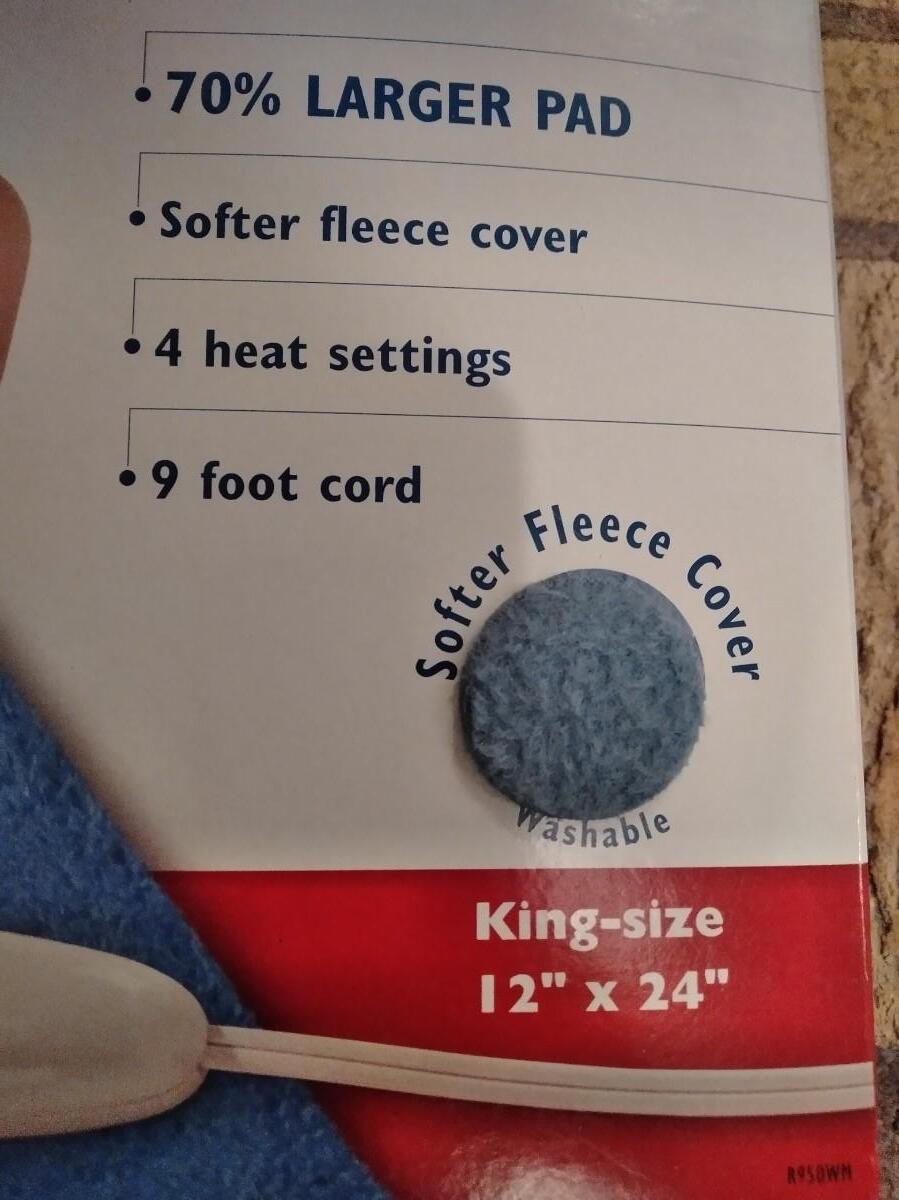 • 70% LARGER PAD
• Softer fleece cover
• 4 heat settings
• 9 foot cord
Softer Fleece Cover
Washable
King-size
12" x 24"
R950WM